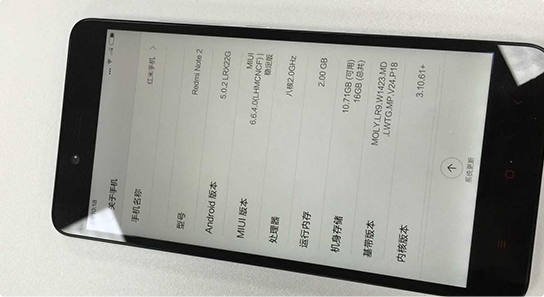 关于手机
手机名称 红米手机 >
型号 Redmi Note 2
Android 版本 5.0.2 LRX22G
MIUI 版本 MIUI
6.6.4.0(LHMCNCF) |
稳定版
处理器 八核2.0GHz
运行内存 2.00 GB
机身存储 10.71GB (可用)
16GB (总共)
基带版本 MOLY.LR9.W1423.MD
.LWTG.MP.V24.P18
内核版本 3.10.61+
系统更新